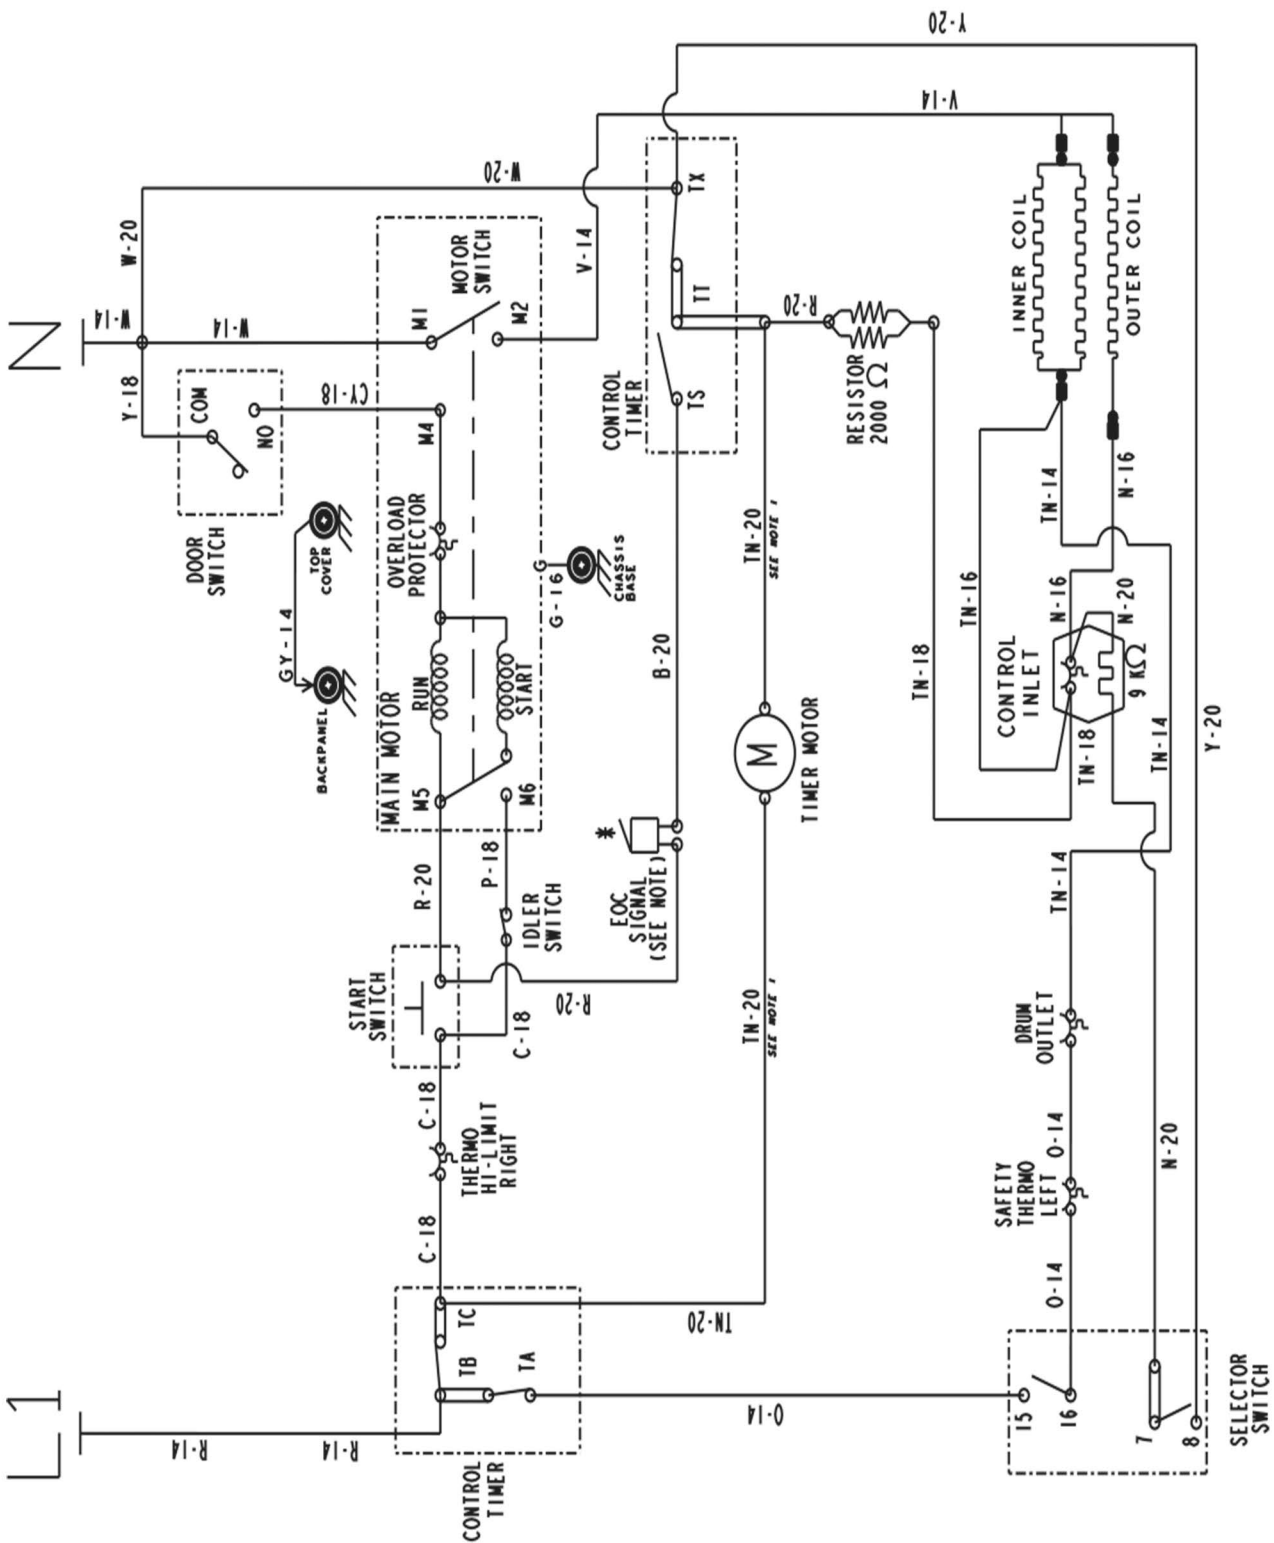 L1
N
R-14
R-14
W-14
W-14
Y-18
W-20
W-20
DOOR
SWITCH
COM
NO
CY-18
GY-14
BACKPANEL
TOP
COVER
G-16
G
CHASSIS
BASE
MAIN MOTOR
RUN
START
OVERLOAD
PROTECTOR
MOTOR
SWITCH
M1
M2
M4
M5
M6
V-14
V-14
CONTROL
TIMER
TB
TC
TA
C-18
THERMO
HI-LIMIT
RIGHT
C-18
START
SWITCH
R-20
C-18
R-20
IDLER
SWITCH
P-18
EOC
SIGNAL
(SEE NOTE)
*
B-20
CONTROL
TIMER
TS
TT
TX
Y-20
TN-20
TN-20
SEE NOTE 1
M
TIMER MOTOR
TN-20
SEE NOTE 1
R-20
RESISTOR
2000 Ω
TN-18
TN-16
CONTROL
INLET
N-16
N-20
9 KΩ
TN-18
TN-14
N-16
INNER COIL
OUTER COIL
TN-14
TN-14
DRUM
OUTLET
O-14
SAFETY
THERMO
LEFT
O-14
O-14
N-20
Y-20
15
16
7
8
SELECTOR
SWITCH